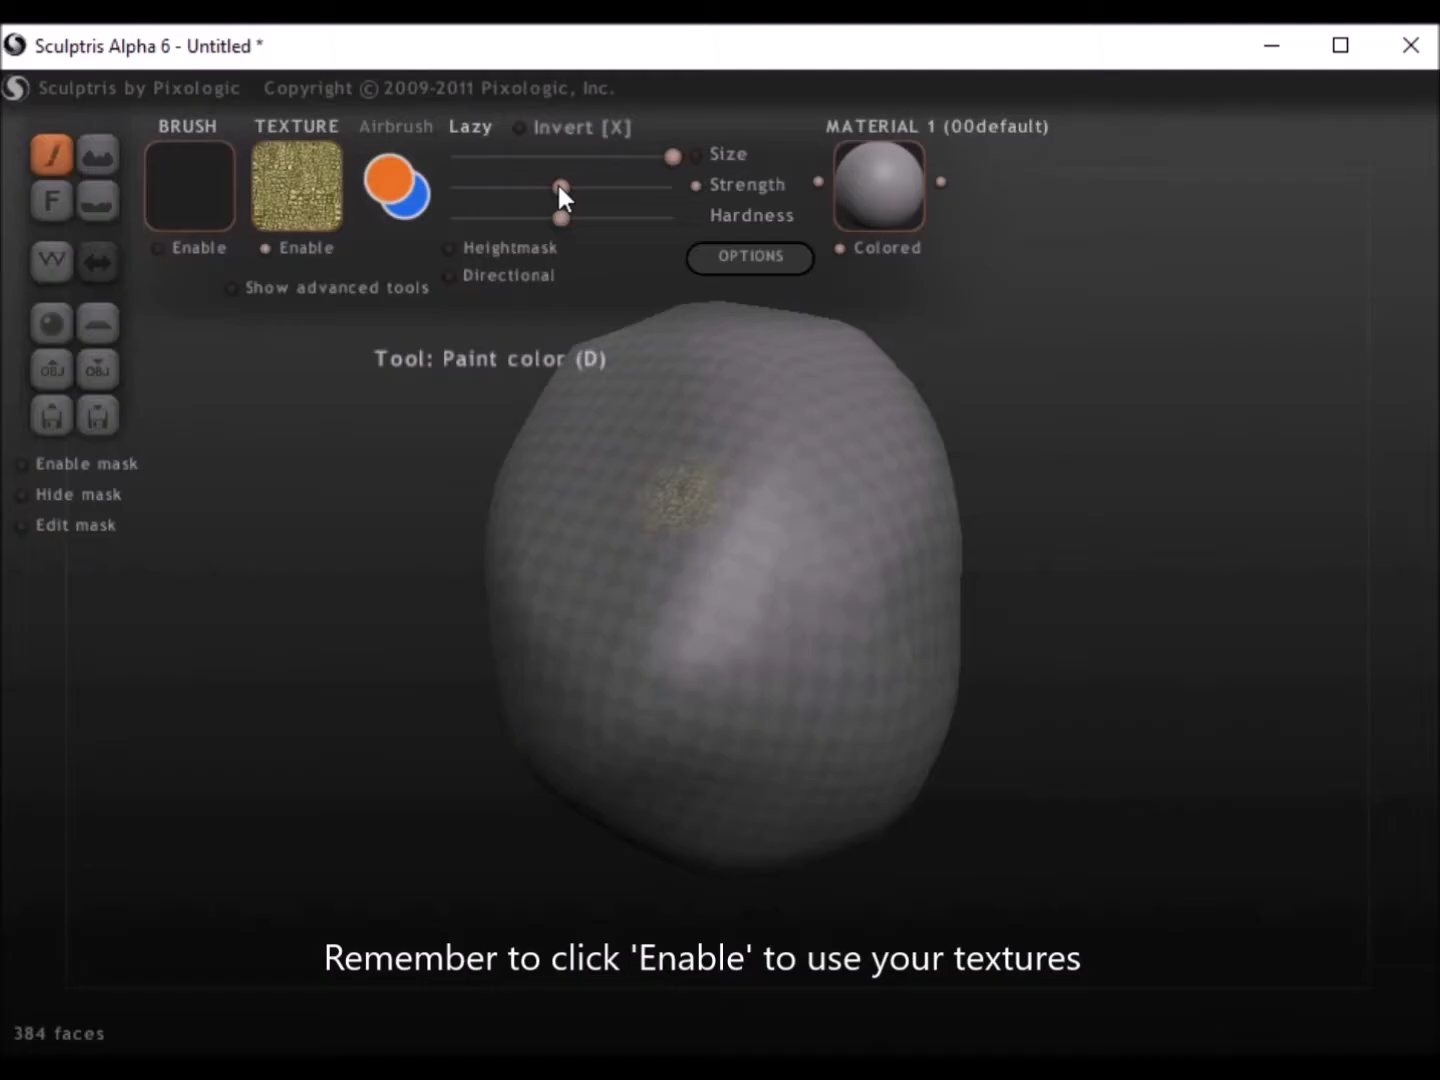 Sculptris Alpha 6 - Untitled *
Sculptris by Pixologic Copyright © 2009-2011 Pixologic, Inc.
BRUSH TEXTURE Airbrush Lazy Invert [X] MATERIAL 1 (00default)
Size
F Strength
Hardness
Enable Enable Heightmask OPTIONS Colored
W
Directional
Show advanced tools
Tool: Paint color (D)
OBJ OBJ
Enable mask
Hide mask
Edit mask
Remember to click 'Enable' to use your textures
384 faces